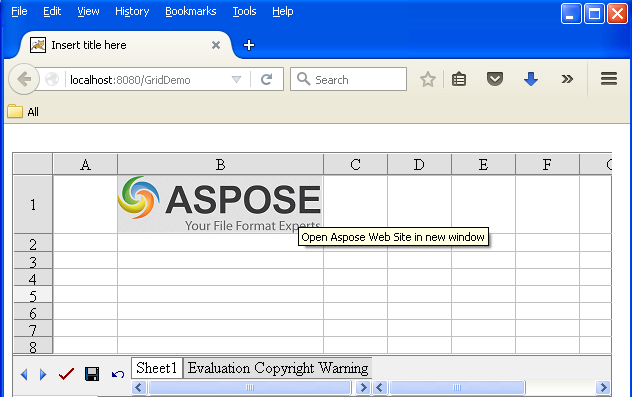 File Edit View History Bookmarks Tools Help
Insert title here
localhost:8080/GridDemo Search
All
A B C D E F
1 ASPOSE
Your File Format Experts
Open Aspose Web Site in new window
2
3
4
5
6
7
8
Sheet1 Evaluation Copyright Warning